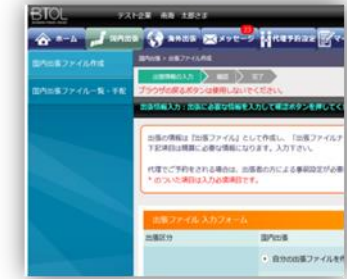 BTOL
テスト企業 南海 太郎さま
ホーム
国内出張
海外出張
メッセージ
代理予約設定
国内出張ファイル作成
国内出張ファイル一覧・手配
国内出張 > 出張ファイル作成
出張情報の入力
確認
完了
ブラウザの戻るボタンは使用しないでください。
出張情報入力：出張に必要な情報を入力して確認ボタンを押してく
出張の情報は『出張ファイル』として作成し、「出張ファイルナ
下記項目は精算に必要な情報になります。入力下さい。
代理でご予約をされる場合は、出張者の方による事前設定が必要
* のついた項目は入力必須項目です。
出張ファイル 入力フォーム
出張区分
国内出張
自分の出張ファイルを作